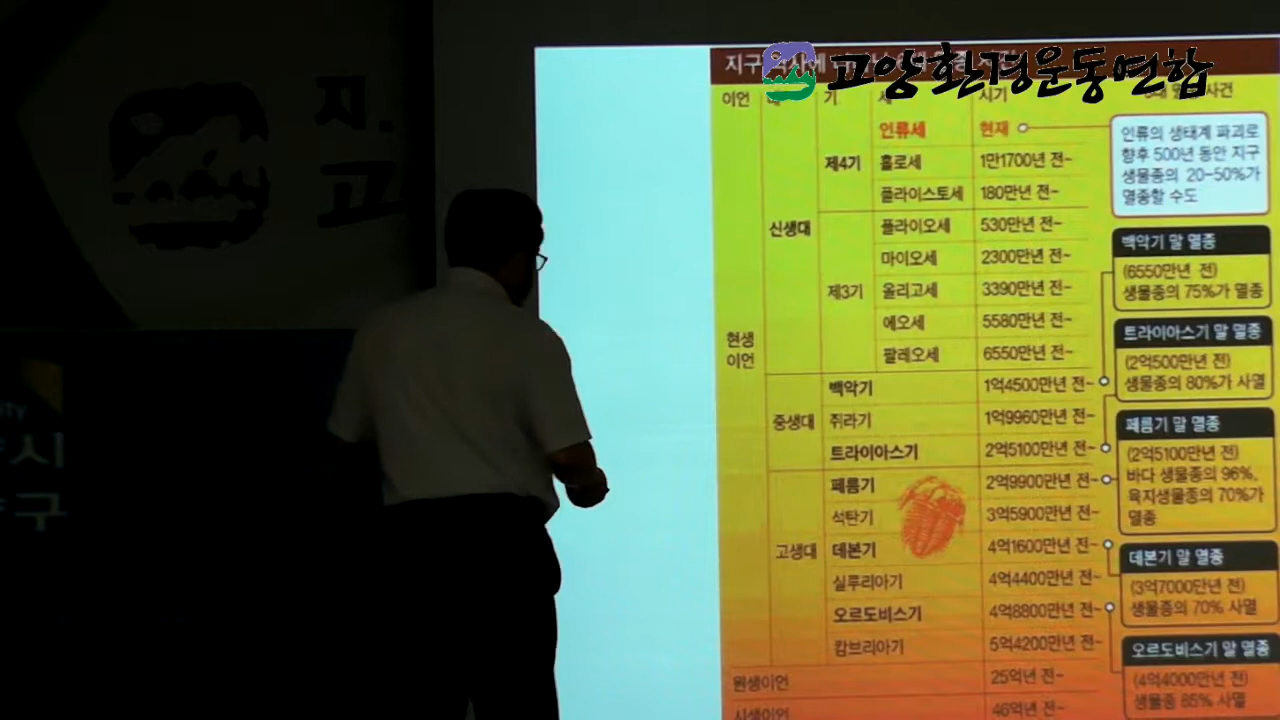 고양환경운동연합
지.
고
시
구
지구
이언
기
시기
사건
인류세 현재
제4기 홀로세 1만1700년 전~
플라이스토세 180만년 전~
신생대
플라이오세 530만년 전~
마이오세 2300만년 전~
제3기 올리고세 3390만년 전~
에오세 5580만년 전~
팔레오세 6550만년 전~
현생
이언
백악기 1억4500만년 전~
중생대 쥐라기 1억9960만년 전~
트라이아스기 2억5100만년 전~
페름기 2억9900만년 전~
석탄기 3억5900만년 전~
고생대 데본기 4억1600만년 전~
실루리아기 4억4400만년 전~
오르도비스기 4억8800만년 전~
캄브리아기 5억4200만년 전~
원생이언 25억년 전~
시생이언 46억년 전~
인류의 생태계 파괴로
향후 500년 동안 지구
생물종의 20~50%가
멸종할 수도
백악기 말 멸종
(6550만년 전)
생물종의 75%가 멸종
트라이아스기 말 멸종
(2억500만년 전)
생물종의 80%가 사멸
페름기 말 멸종
(2억5100만년 전)
바다 생물종의 96%,
육지생물종의 70%가
멸종
데본기 말 멸종
(3억7000만년 전)
생물종의 70% 사멸
오르도비스기 말 멸종
(4억4000만년 전)
생물종 85% 사멸